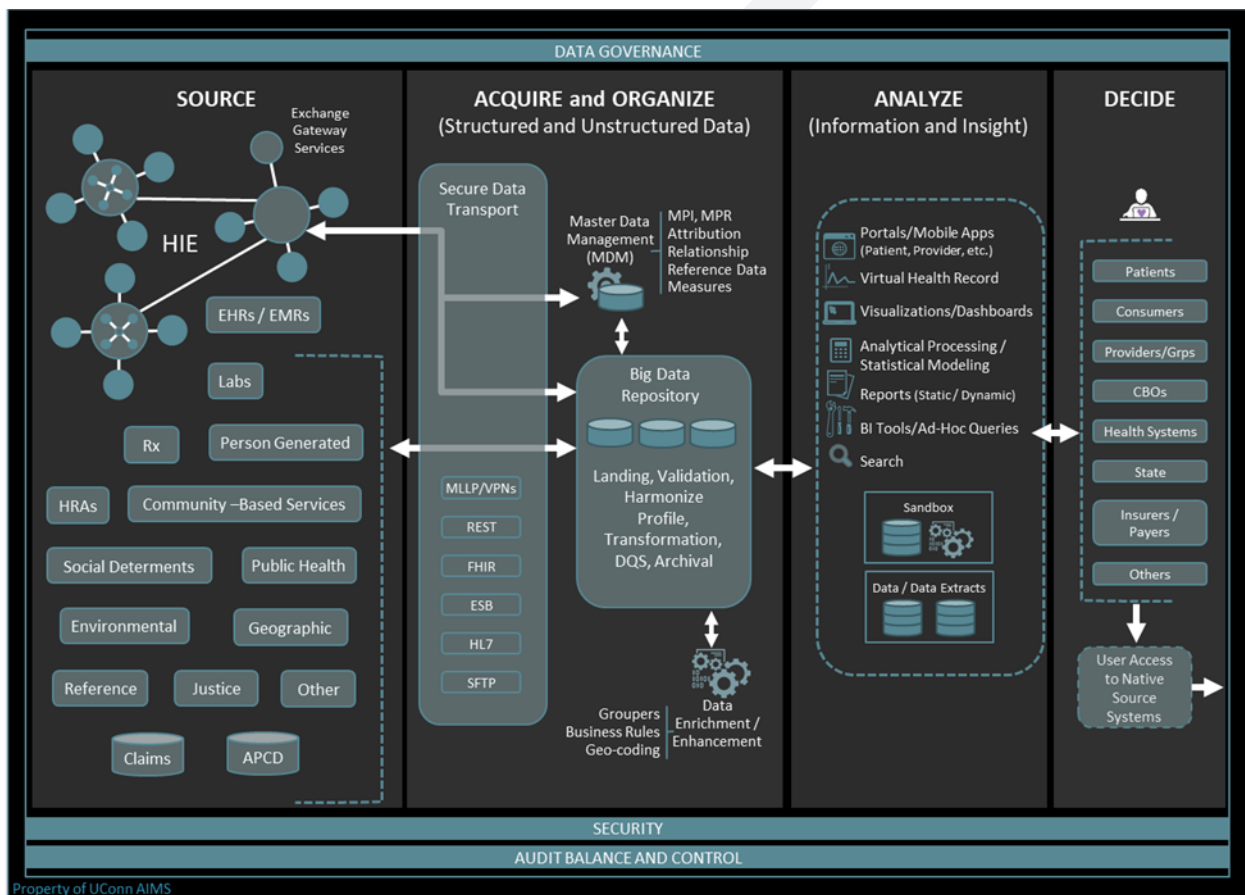 DATA GOVERNANCE
SOURCE
Exchange
Gateway
Services
HIE
EHRs / EMRs
Labs
Rx
Person Generated
HRAs
Community –Based Services
Social Determents
Public Health
Environmental
Geographic
Reference
Justice
Other
Claims
APCD
ACQUIRE and ORGANIZE
(Structured and Unstructured Data)
Secure Data
Transport
MLLP/VPNs
REST
FHIR
ESB
HL7
SFTP
Master Data
Management
(MDM)
MPI, MPR
Attribution
Relationship
Reference Data
Measures
Big Data
Repository
Landing, Validation,
Harmonize
Profile,
Transformation,
DQS, Archival
Groupers
Business Rules
Geo-coding
Data
Enrichment /
Enhancement
ANALYZE
(Information and Insight)
Portals/Mobile Apps
(Patient, Provider, etc.)
Virtual Health Record
Visualizations/Dashboards
Analytical Processing /
Statistical Modeling
Reports (Static / Dynamic)
BI Tools/Ad-Hoc Queries
Search
Sandbox
Data / Data Extracts
DECIDE
Patients
Consumers
Providers/Grps
CBOs
Health Systems
State
Insurers /
Payers
Others
User Access
to Native
Source
Systems
SECURITY
AUDIT BALANCE AND CONTROL
Property of UConn AIMS